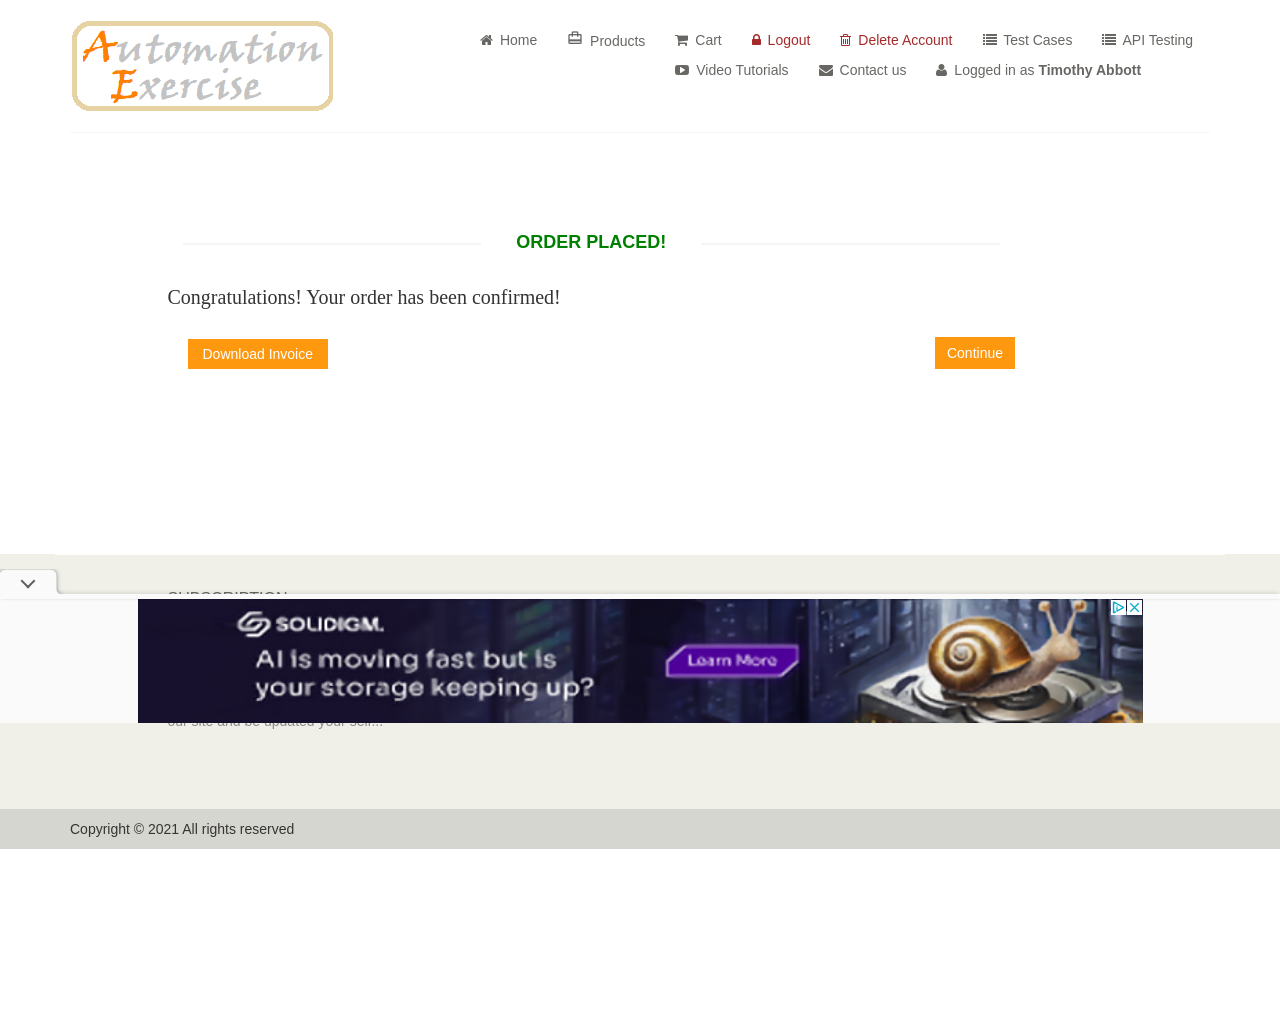 Automation
Exercise
Home
Products
Cart
Logout
Delete Account
Test Cases
API Testing
Video Tutorials
Contact us
Logged in as Timothy Abbott
ORDER PLACED!
Congratulations! Your order has been confirmed!
Download Invoice
Continue
SUBSCRIPTION
SOLIDIGM.
AI is moving fast but is
your storage keeping up?
Learn More
our site and be updated your self...
Copyright © 2021 All rights reserved